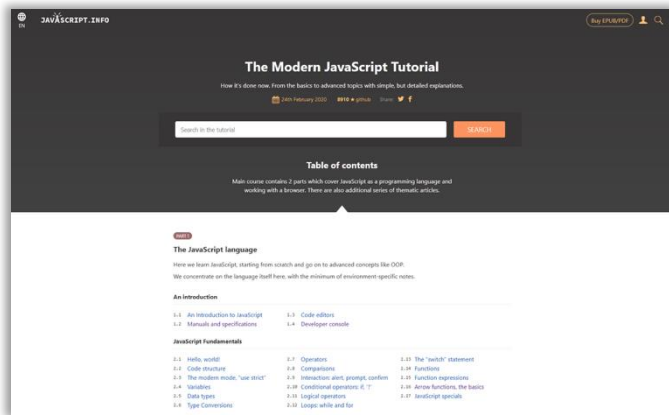 EN
JAVASCRIPT.INFO
Buy EPUB/PDF
The Modern JavaScript Tutorial
How it's done now. From the basics to advanced topics with simple, but detailed explanations.
24th February 2020 8910 ★ github Share
Search in the tutorial
SEARCH
Table of contents
Main course contains 2 parts which cover JavaScript as a programming language and
working with a browser. There are also additional series of thematic articles.
PART 1
The JavaScript language
Here we learn JavaScript, starting from scratch and go on to advanced concepts like OOP.
We concentrate on the language itself here, with the minimum of environment-specific notes.
An introduction
1.1 An Introduction to JavaScript
1.2 Manuals and specifications
1.3 Code editors
1.4 Developer console
JavaScript Fundamentals
2.1 Hello, world!
2.2 Code structure
2.3 The modern mode, "use strict"
2.4 Variables
2.5 Data types
2.6 Type Conversions
2.7 Operators
2.8 Comparisons
2.9 Interaction: alert, prompt, confirm
2.10 Conditional operators: if, '?'
2.11 Logical operators
2.12 Loops: while and for
2.13 The "switch" statement
2.14 Functions
2.15 Function expressions
2.16 Arrow functions, the basics
2.17 JavaScript specials